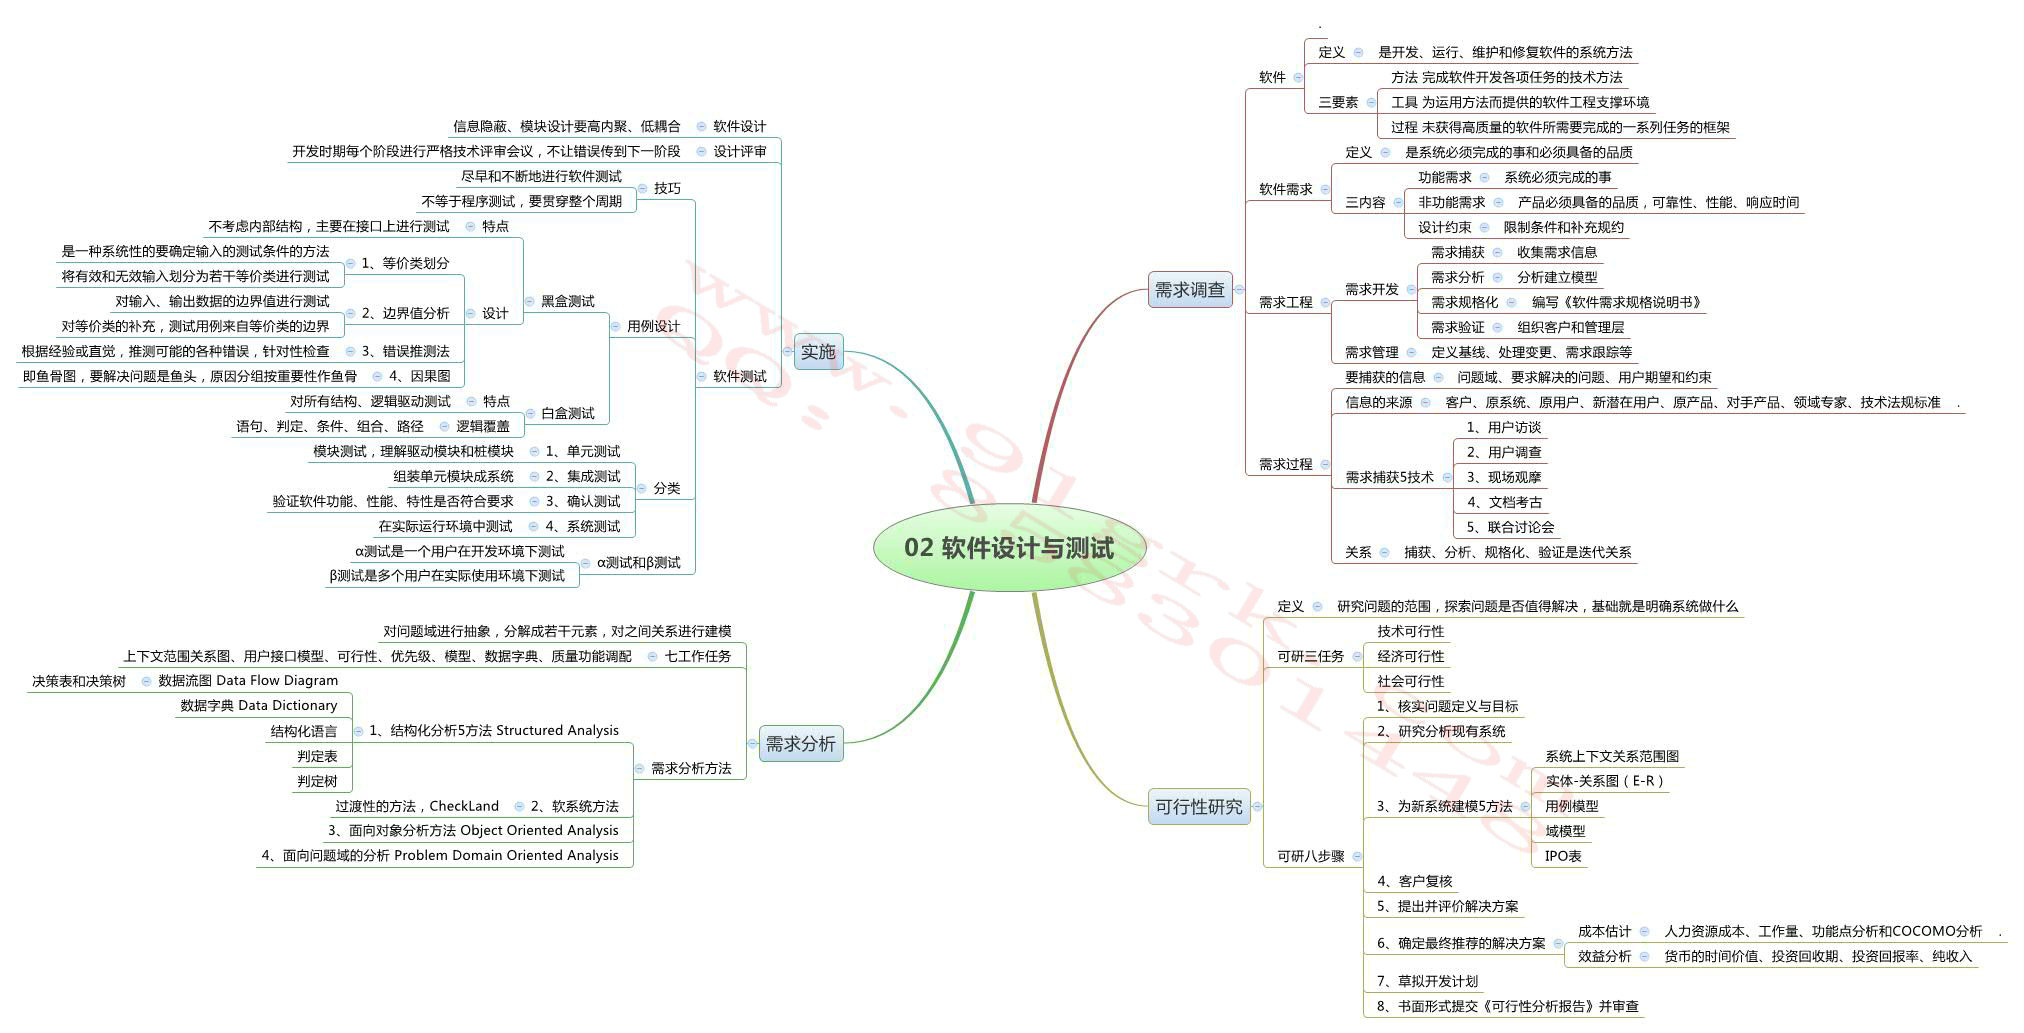 02 软件设计与测试
需求调查
.
软件
定义
是开发、运行、维护和修复软件的系统方法
三要素
方法 完成软件开发各项任务的技术方法
工具 为运用方法而提供的软件工程支撑环境
过程 未获得高质量的软件所需要完成的一系列任务的框架
软件需求
定义
是系统必须完成的事和必须具备的品质
三内容
功能需求
系统必须完成的事
非功能需求
产品必须具备的品质，可靠性、性能、响应时间
设计约束
限制条件和补充规约
需求工程
需求开发
需求捕获
收集需求信息
需求分析
分析建立模型
需求规格化
编写《软件需求规格说明书》
需求验证
组织客户和管理层
需求管理
定义基线、处理变更、需求跟踪等
需求过程
要捕获的信息
问题域、要求解决的问题、用户期望和约束
信息的来源
客户、原系统、原用户、新潜在用户、原产品、对手产品、领域专家、技术法规标准 .
需求捕获5技术
1、用户访谈
2、用户调查
3、现场观摩
4、文档考古
5、联合讨论会
关系
捕获、分析、规格化、验证是迭代关系
可行性研究
定义
研究问题的范围，探索问题是否值得解决，基础就是明确系统做什么
可研三任务
技术可行性
经济可行性
社会可行性
可研八步骤
1、核实问题定义与目标
2、研究分析现有系统
3、为新系统建模5方法
系统上下文关系范围图
实体-关系图（E-R）
用例模型
域模型
IPO表
4、客户复核
5、提出并评价解决方案
6、确定最终推荐的解决方案
成本估计
人力资源成本、工作量、功能点分析和COCOMO分析 .
效益分析
货币的时间价值、投资回收期、投资回报率、纯收入
7、草拟开发计划
8、书面形式提交《可行性分析报告》并审查
实施
软件设计
信息隐蔽、模块设计要高内聚、低耦合
设计评审
开发时期每个阶段进行严格技术评审会议，不让错误传到下一阶段
软件测试
技巧
尽早和不断地进行软件测试
不等于程序测试，要贯穿整个周期
用例设计
黑盒测试
特点
不考虑内部结构，主要在接口上进行测试
设计
1、等价类划分
是一种系统性的要确定输入的测试条件的方法
将有效和无效输入划分为若干等价类进行测试
2、边界值分析
对输入、输出数据的边界值进行测试
对等价类的补充，测试用例来自等价类的边界
3、错误推测法
根据经验或直觉，推测可能的各种错误，针对性检查
4、因果图
即鱼骨图，要解决问题是鱼头，原因分组按重要性作鱼骨
白盒测试
特点
对所有结构、逻辑驱动测试
逻辑覆盖
语句、判定、条件、组合、路径
分类
1、单元测试
模块测试，理解驱动模块和桩模块
2、集成测试
组装单元模块成系统
3、确认测试
验证软件功能、性能、特性是否符合要求
4、系统测试
在实际运行环境中测试
α测试和β测试
α测试是一个用户在开发环境下测试
β测试是多个用户在实际使用环境下测试
需求分析
对问题域进行抽象，分解成若干元素，对之间关系进行建模
七工作任务
上下文范围关系图、用户接口模型、可行性、优先级、模型、数据字典、质量功能调配
需求分析方法
1、结构化分析5方法 Structured Analysis
数据流图 Data Flow Diagram
决策表和决策树
数据字典 Data Dictionary
结构化语言
判定表
判定树
2、软系统方法
过渡性的方法，CheckLand
3、面向对象分析方法 Object Oriented Analysis
4、面向问题域的分析 Problem Domain Oriented Analysis